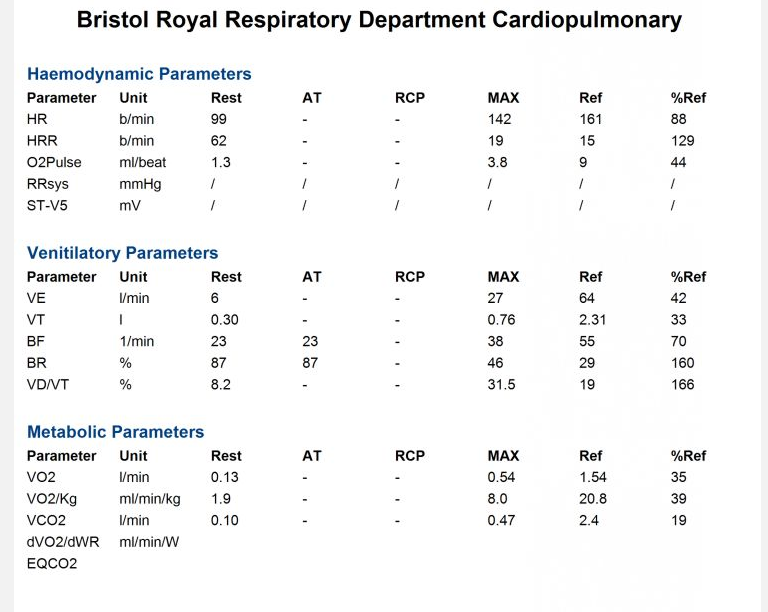 Bristol Royal Respiratory Department Cardiopulmonary
Haemodynamic Parameters
Parameter Unit Rest AT RCP MAX Ref %Ref
HR b/min 99 - - 142 161 88
HRR b/min 62 - - 19 15 129
O2Pulse ml/beat 1.3 - - 3.8 9 44
RRsys mmHg / / / / / /
ST-V5 mV / / / / / /
Venitilatory Parameters
Parameter Unit Rest AT RCP MAX Ref %Ref
VE l/min 6 - - 27 64 42
VT l 0.30 - - 0.76 2.31 33
BF 1/min 23 23 - 38 55 70
BR % 87 87 - 46 29 160
VD/VT % 8.2 - - 31.5 19 166
Metabolic Parameters
Parameter Unit Rest AT RCP MAX Ref %Ref
VO2 l/min 0.13 - - 0.54 1.54 35
VO2/Kg ml/min/kg 1.9 - - 8.0 20.8 39
VCO2 l/min 0.10 - - 0.47 2.4 19
dVO2/dWR ml/min/W
EQCO2